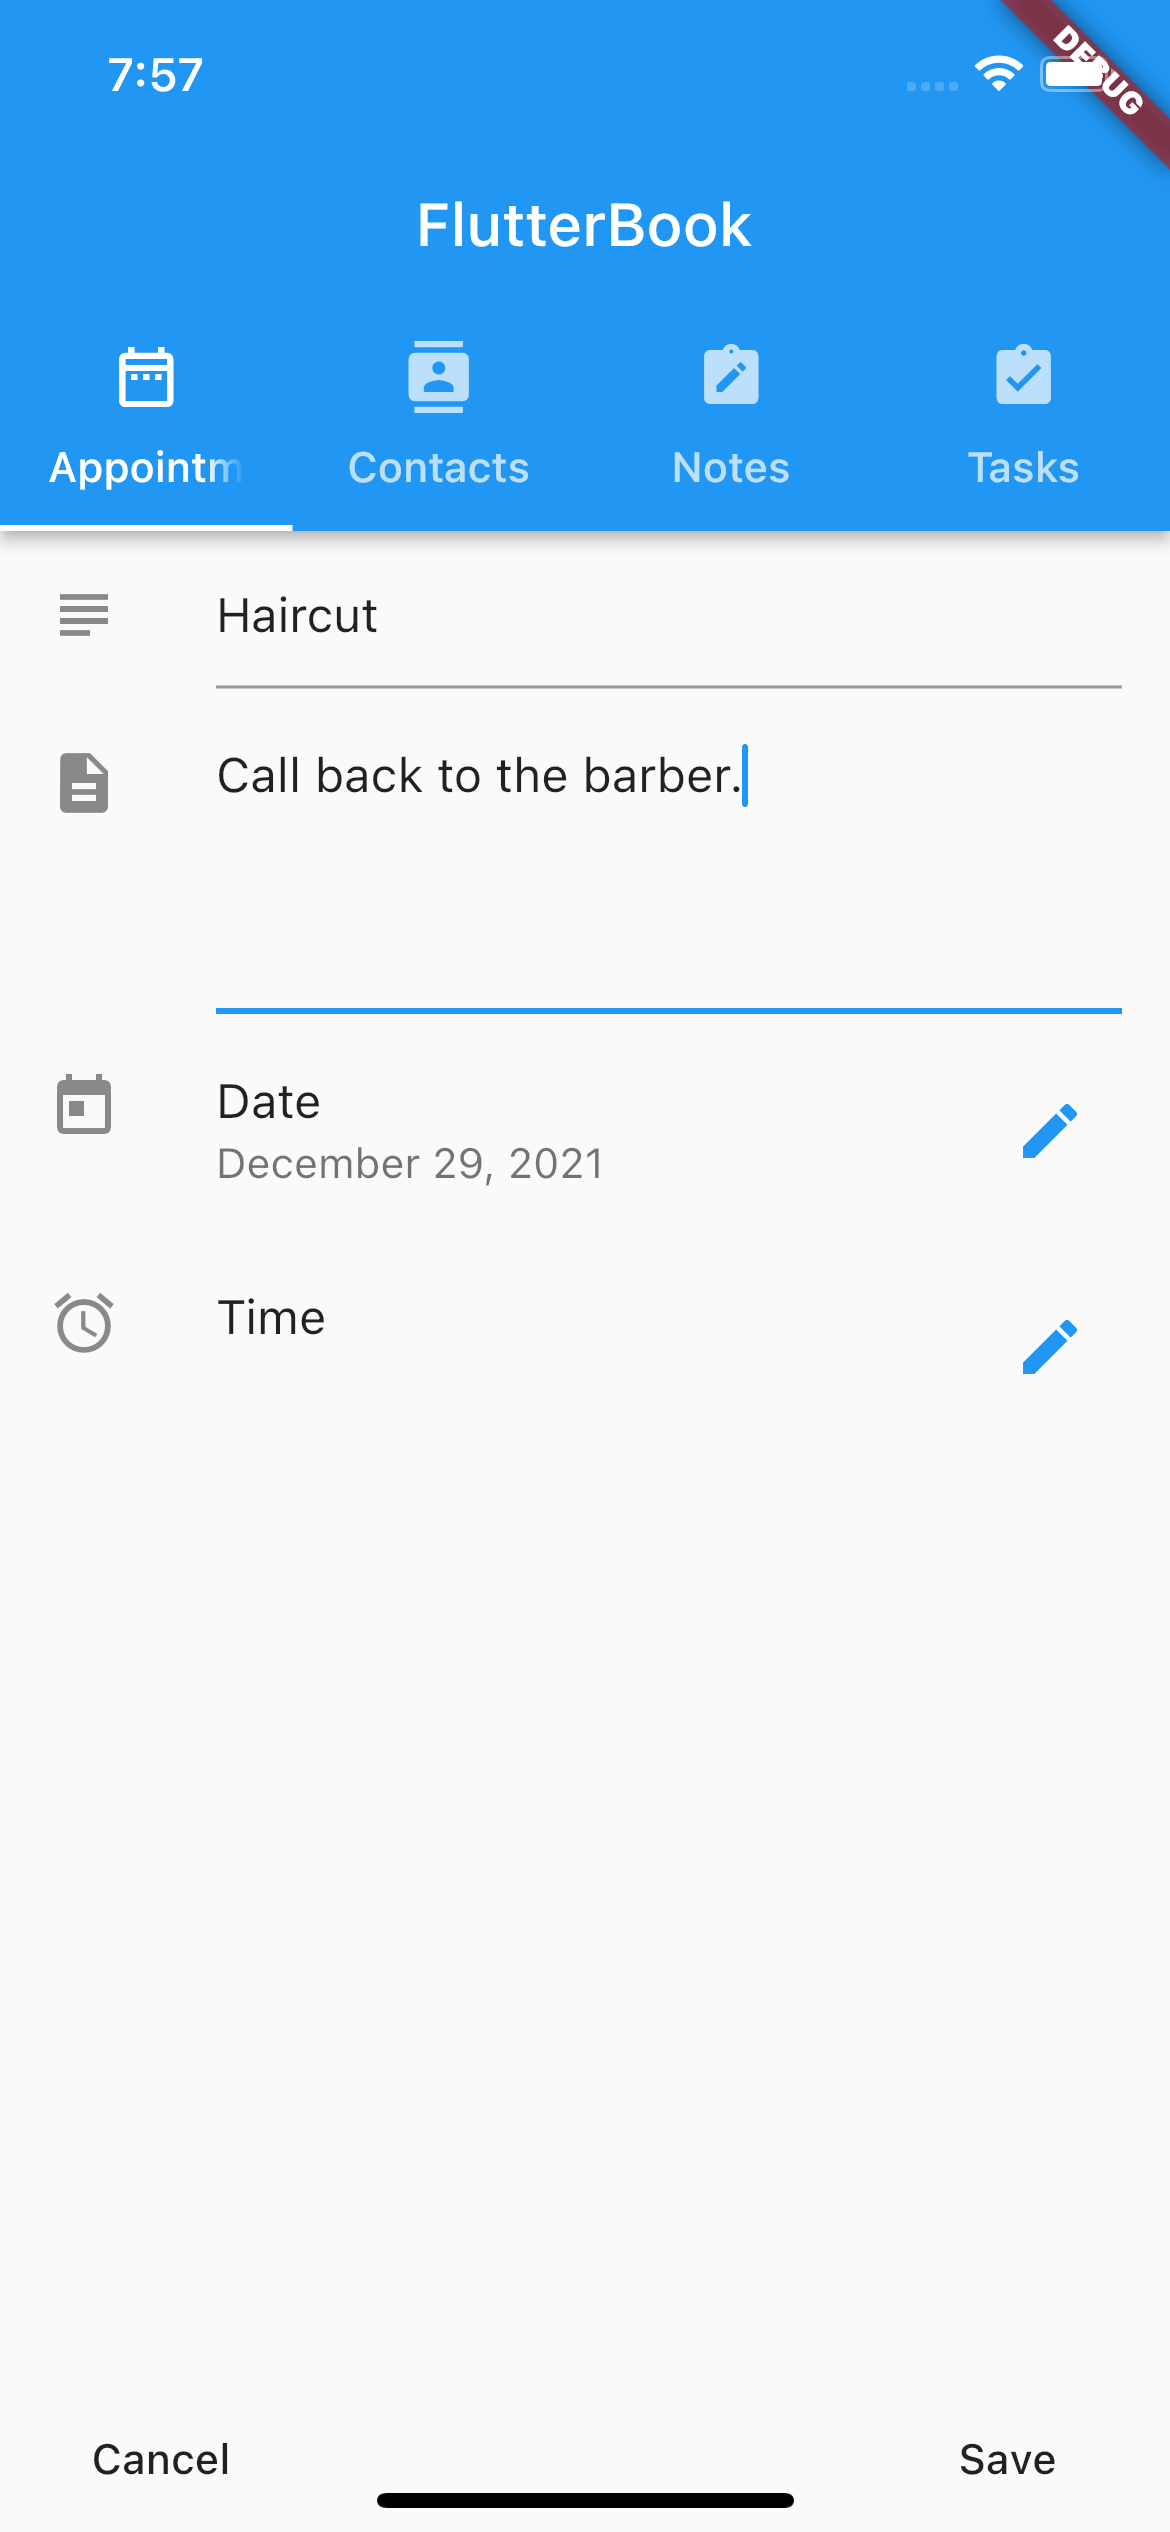 7:57
DEBUG
FlutterBook
Appointm
Contacts
Notes
Tasks
Haircut
Call back to the barber.
Date
December 29, 2021
Time
Cancel
Save